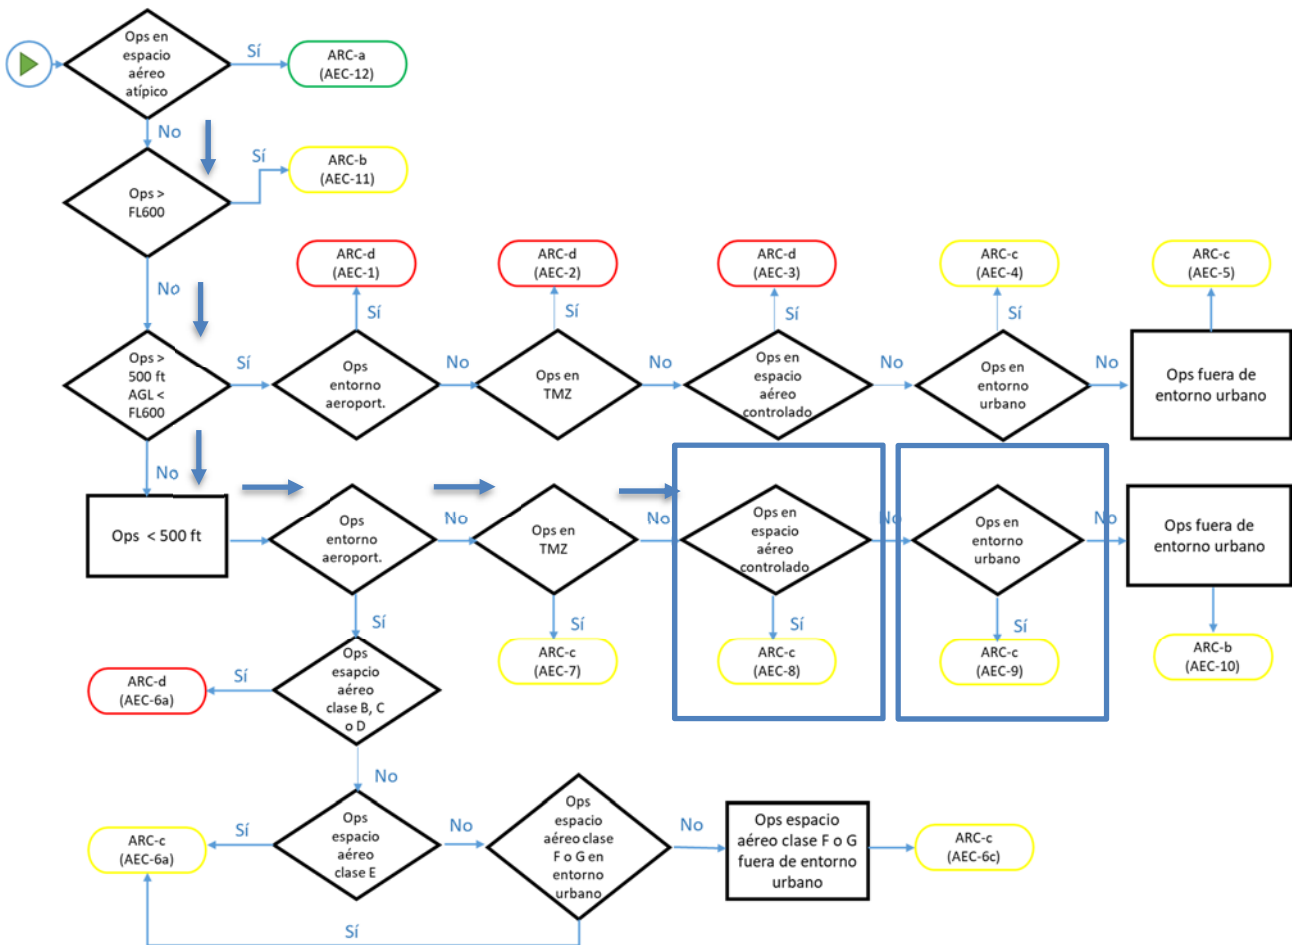 Ops en
espacio
aéreo
atípico
Sí
ARC-a
(AEC-12)
No
Ops >
FL600
Sí
ARC-b
(AEC-11)
No
ARC-d
(AEC-1)
ARC-d
(AEC-2)
ARC-d
(AEC-3)
ARC-c
(AEC-4)
ARC-c
(AEC-5)
Sí
Sí
Sí
Sí
Sí
Ops >
500 ft
AGL <
FL600
Sí
Ops
entorno
aeroport.
No
Ops en
TMZ
No
Ops en
espacio
aéreo
controlado
No
Ops en
entorno
urbano
No
Ops fuera de
entorno urbano
No
Ops < 500 ft
Ops
entorno
aeroport.
No
Ops en
TMZ
No
Ops en
espacio
aéreo
controlado
No
Ops en
entorno
urbano
No
Ops fuera de
entorno urbano
Sí
Sí
Sí
Sí
ARC-c
(AEC-7)
ARC-c
(AEC-8)
ARC-c
(AEC-9)
ARC-b
(AEC-10)
Ops
esapcio
aéreo
clase B, C
o D
Sí
ARC-d
(AEC-6a)
No
Ops
espacio
aéreo
clase E
Sí
ARC-c
(AEC-6a)
No
Ops
espacio
aéreo clase
F o G en
entorno
urbano
No
Ops espacio
aéreo clase F o G
fuera de entorno
urbano
ARC-c
(AEC-6c)
Sí